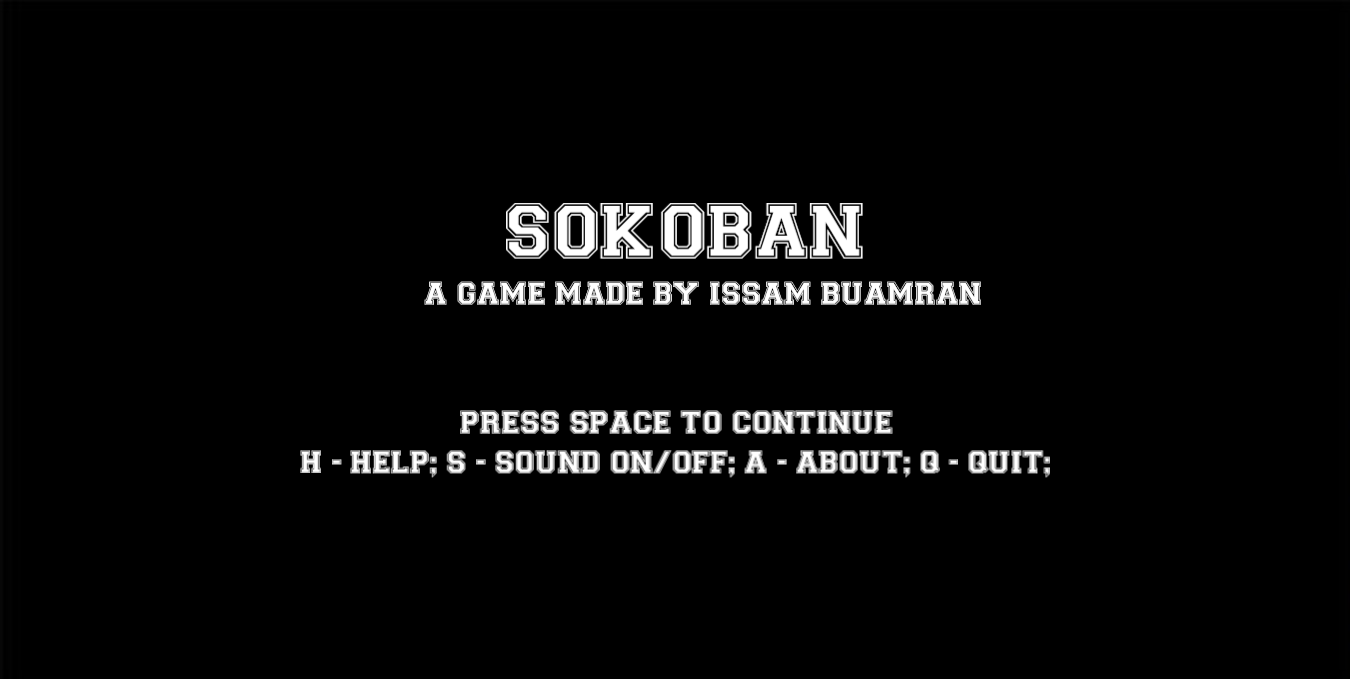 SOKOBAN
A GAME MADE BY ISSAM BUAMRAN
PRESS SPACE TO CONTINUE
H - HELP; S - SOUND ON/OFF; A - ABOUT; Q - QUIT;